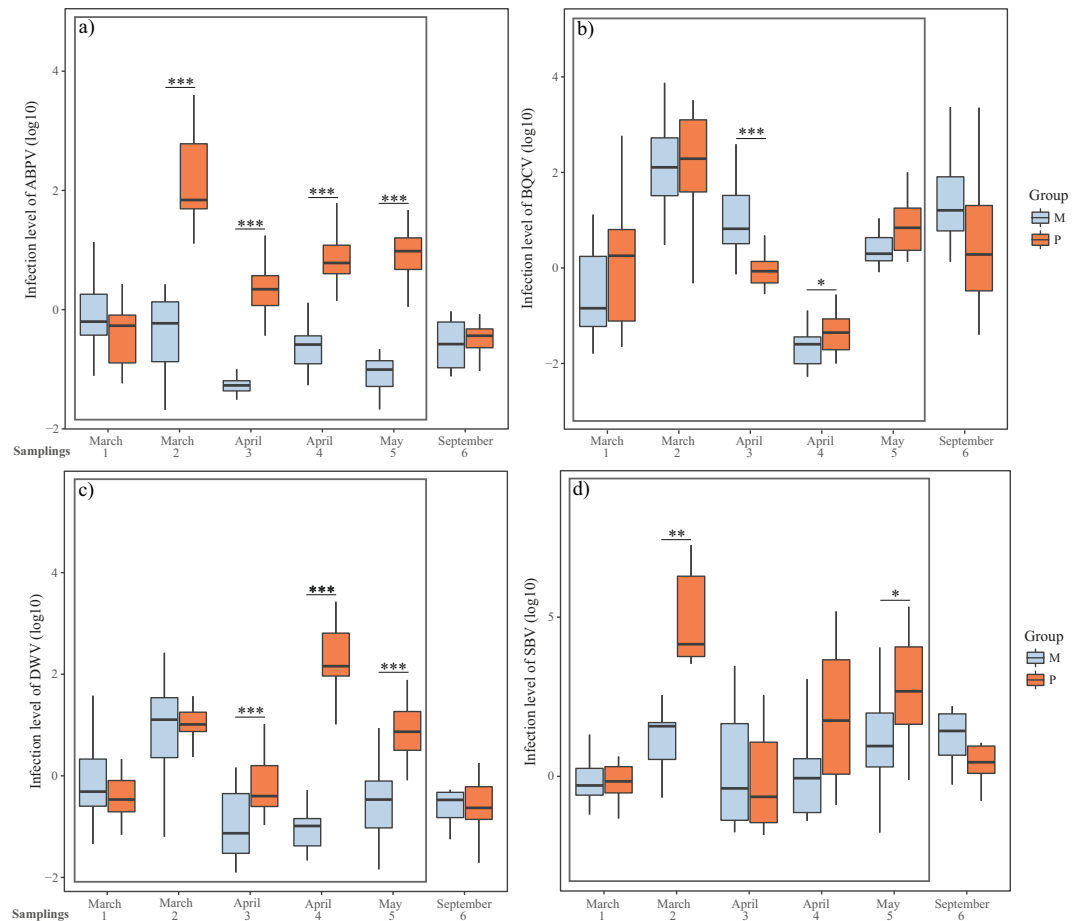 a)
Infection level of ABPV (log10)
4
2
0
−2
***
***
***
***
March
1
March
2
April
3
April
4
May
5
September
6
Samplings
b)
Infection level of BQCV (log10)
4
2
0
−2
***
*
March
1
March
2
April
3
April
4
May
5
September
6
Group
M
P
c)
Infection level of DWV (log10)
4
2
0
−2
***
***
***
March
1
March
2
April
3
April
4
May
5
September
6
Samplings
d)
Infection level of SBV (log10)
5
0
**
*
March
1
March
2
April
3
April
4
May
5
September
6
Group
M
P